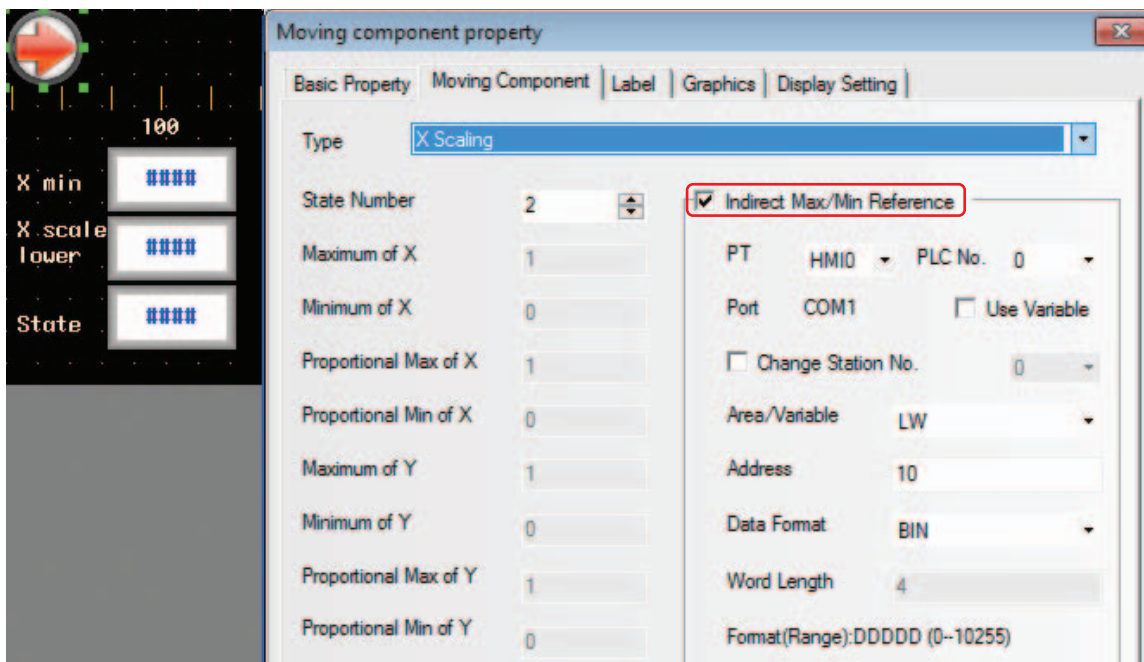 100
X min ####
X scale
lower ####
State ####
Moving component property
Basic Property Moving Component Label Graphics Display Setting
Type X Scaling
State Number 2
Maximum of X 1
Minimum of X 0
Proportional Max of X 1
Proportional Min of X 0
Maximum of Y 1
Minimum of Y 0
Proportional Max of Y 1
Proportional Min of Y 0
Indirect Max/Min Reference
PT HMI0 PLC No. 0
Port COM1 Use Variable
Change Station No. 0
Area/Variable LW
Address 10
Data Format BIN
Word Length 4
Format(Range):DDDDD (0--10255)